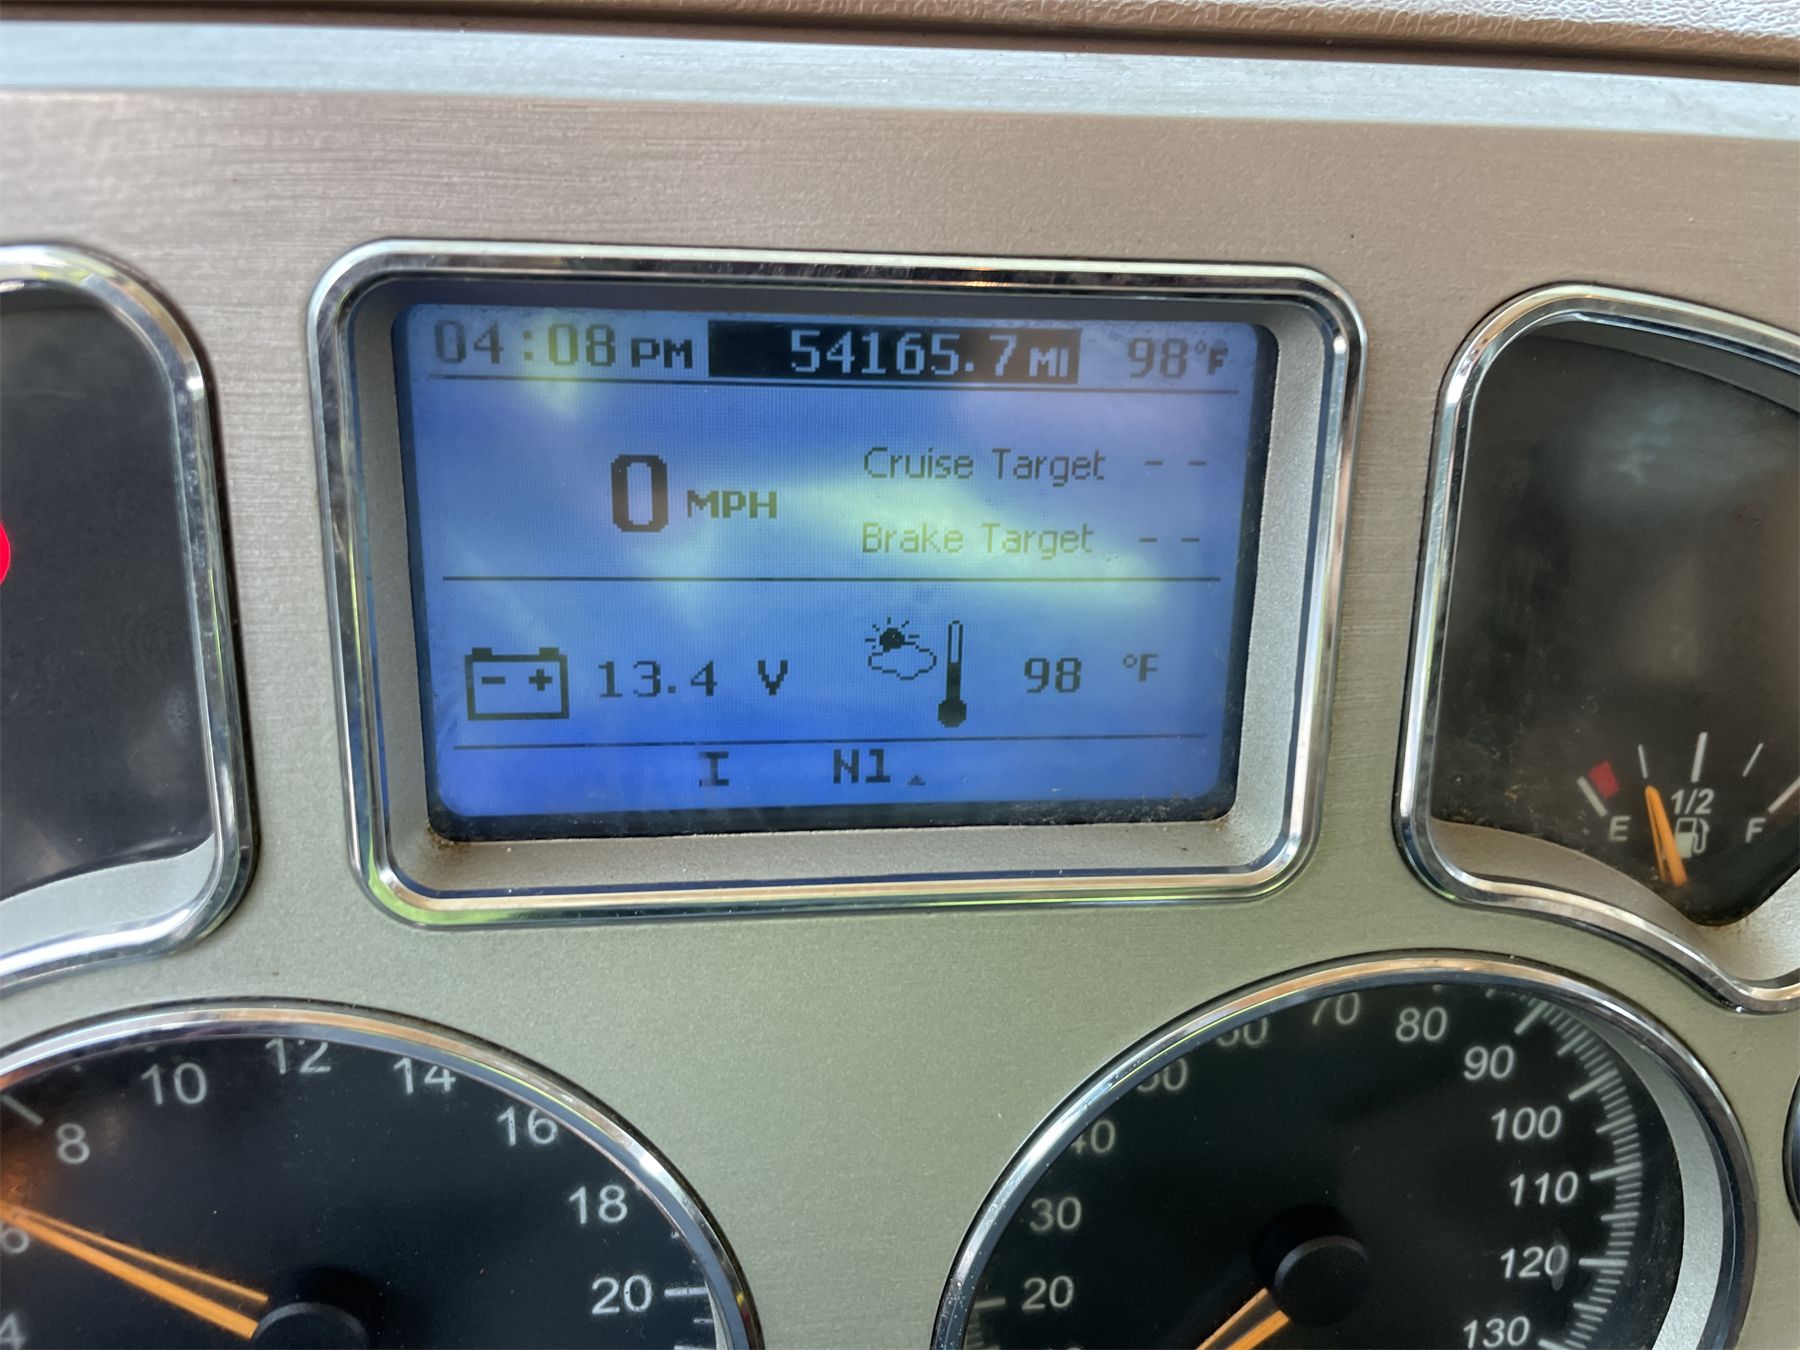 04:08 PM 54165.7 MI 98°F
0 MPH
Cruise Target --
Brake Target --
- + 13.4 V 98 °F
I N1
E 1/2 F
4 6 8 10 12 14 16 18 20
20 30 40 50 60 70 80 90 100 110 120 130